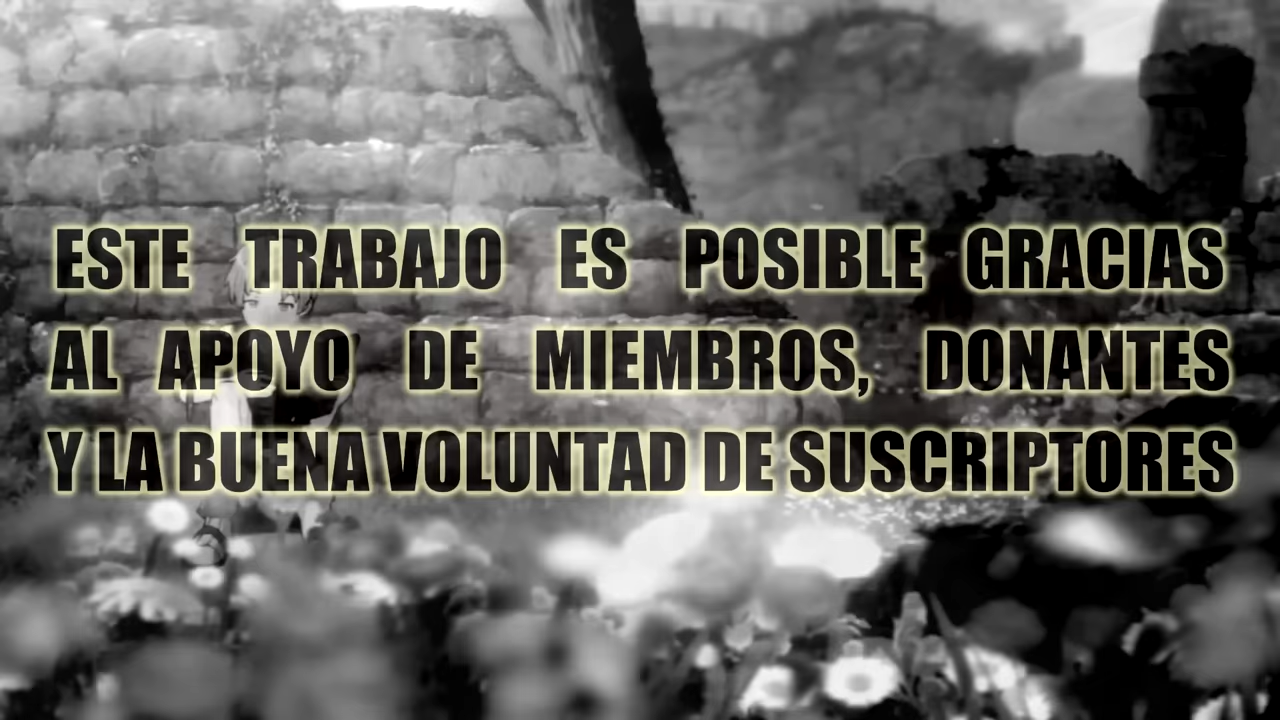 ESTE TRABAJO ES POSIBLE GRACIAS
AL APOYO DE MIEMBROS, DONANTES
Y LA BUENA VOLUNTAD DE SUSCRIPTORES